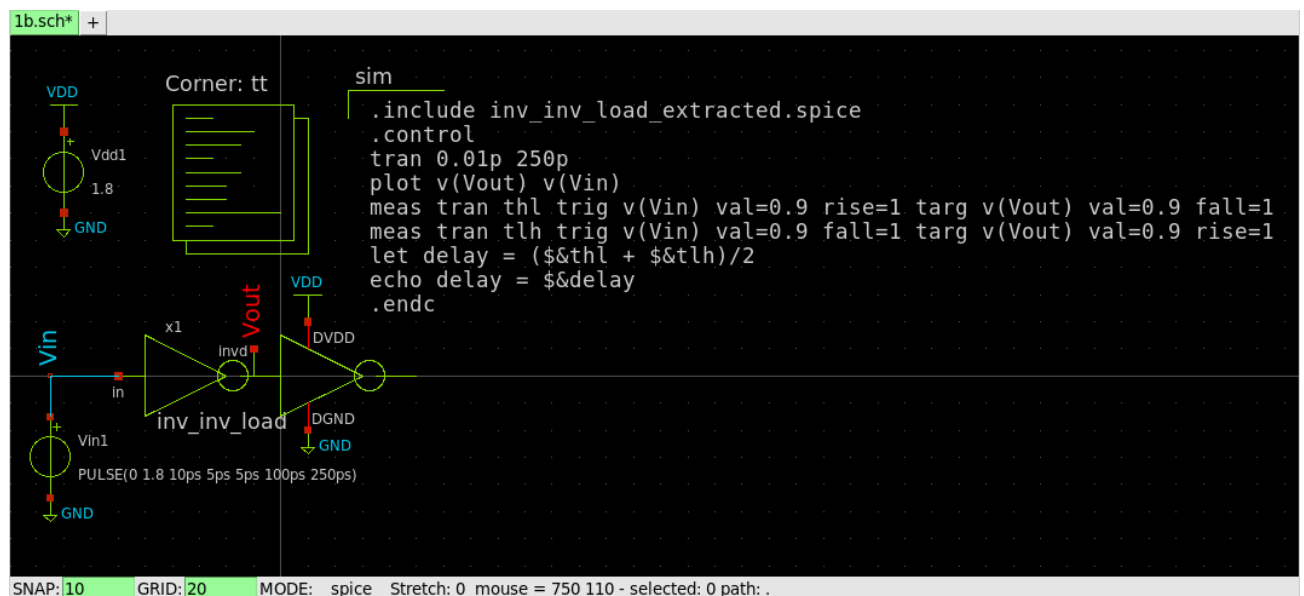 1b.sch* +
Corner: tt
sim
VDD
+
Vdd1
1.8
GND
.include inv_inv_load_extracted.spice
.control
tran 0.01p 250p
plot v(Vout) v(Vin)
meas tran thl trig v(Vin) val=0.9 rise=1 targ v(Vout) val=0.9 fall=1
meas tran tlh trig v(Vin) val=0.9 fall=1 targ v(Vout) val=0.9 rise=1
let delay = ($&thl + $&tlh)/2
echo delay = $&delay
.endc
VDD
Vout
x1
DVDD
Vin
invd
in
inv_inv_load
DGND
GND
+
Vin1
PULSE(0 1.8 10ps 5ps 5ps 100ps 250ps)
GND
SNAP: 10 GRID: 20 MODE: spice Stretch: 0 mouse = 750 110 - selected: 0 path: .